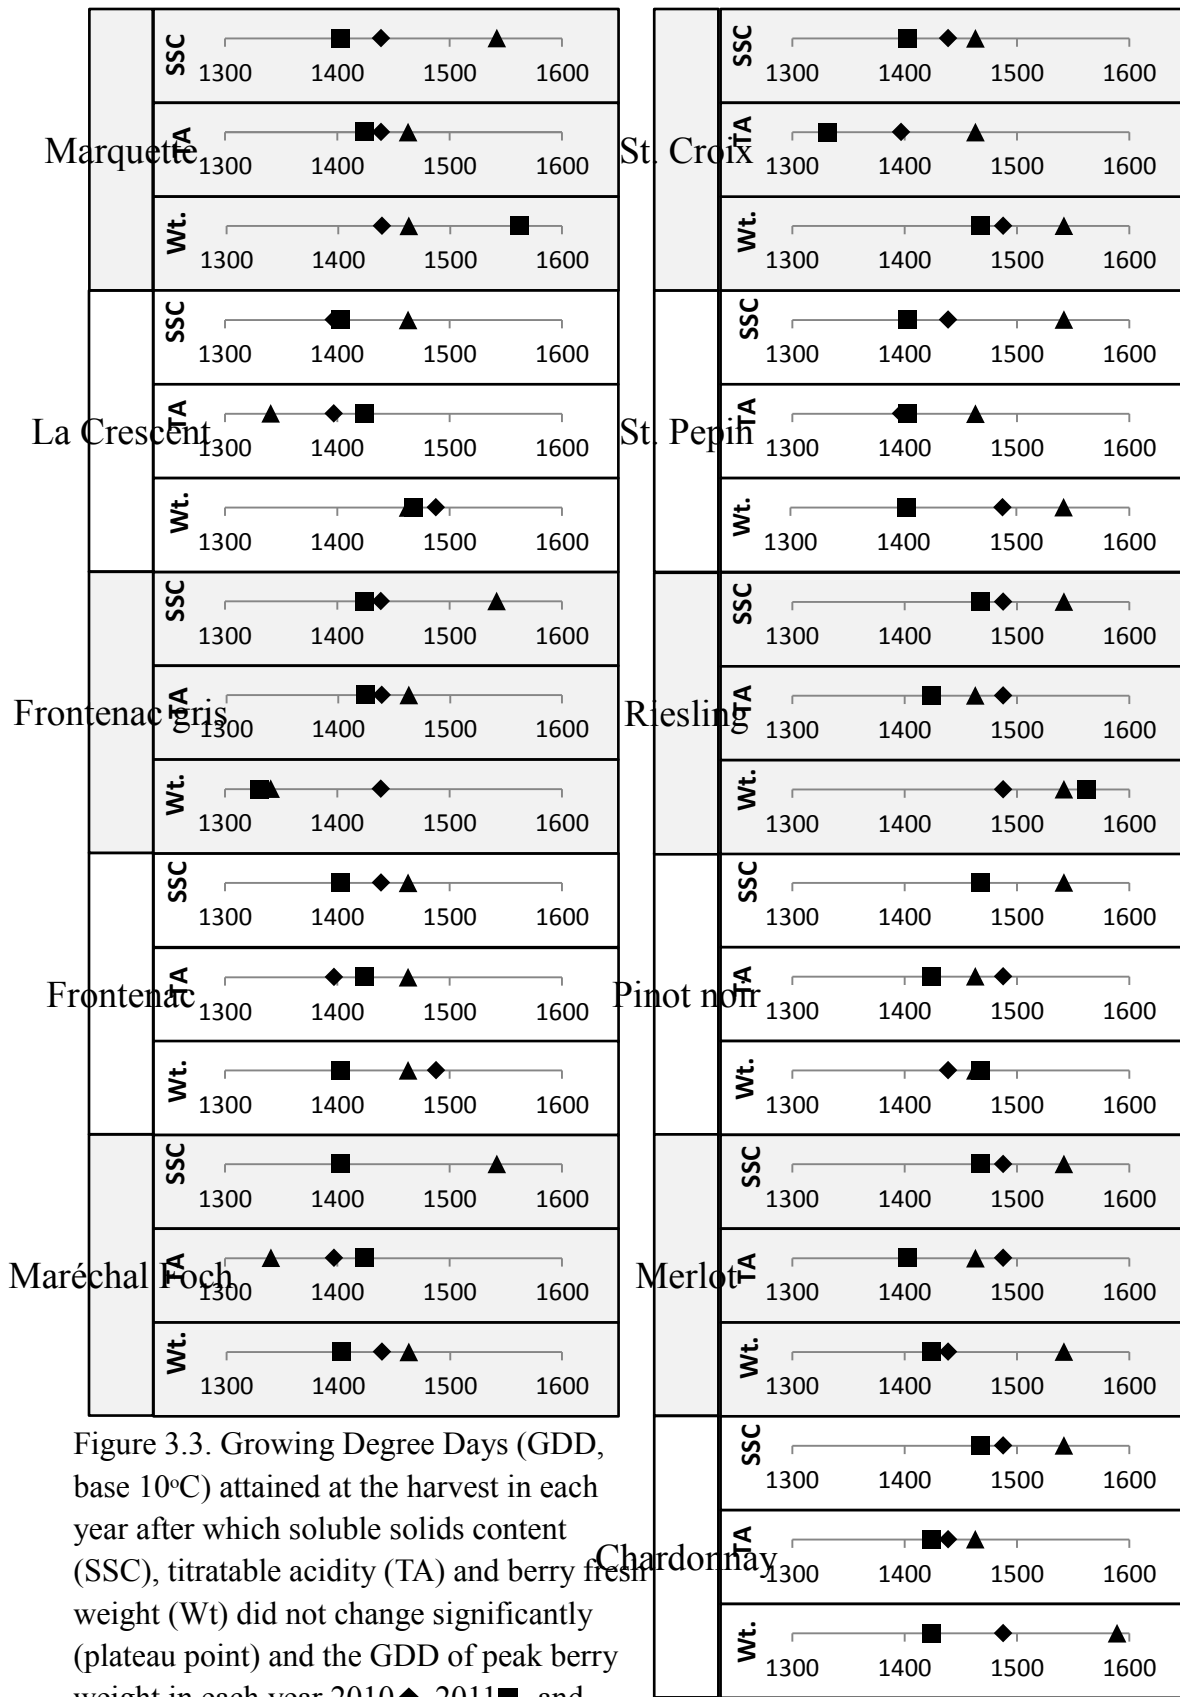 Marquette
SSC
1300 1400 1500 1600
TA
1300 1400 1500 1600
Wt.
1300 1400 1500 1600
La Crescent
SSC
1300 1400 1500 1600
TA
1300 1400 1500 1600
Wt.
1300 1400 1500 1600
Frontenac gris
SSC
1300 1400 1500 1600
TA
1300 1400 1500 1600
Wt.
1300 1400 1500 1600
Frontenac
SSC
1300 1400 1500 1600
TA
1300 1400 1500 1600
Wt.
1300 1400 1500 1600
Maréchal Foch
SSC
1300 1400 1500 1600
TA
1300 1400 1500 1600
Wt.
1300 1400 1500 1600
St. Croix
SSC
1300 1400 1500 1600
TA
1300 1400 1500 1600
Wt.
1300 1400 1500 1600
St. Pepin
SSC
1300 1400 1500 1600
TA
1300 1400 1500 1600
Wt.
1300 1400 1500 1600
Riesling
SSC
1300 1400 1500 1600
TA
1300 1400 1500 1600
Wt.
1300 1400 1500 1600
Pinot noir
SSC
1300 1400 1500 1600
TA
1300 1400 1500 1600
Wt.
1300 1400 1500 1600
Merlot
SSC
1300 1400 1500 1600
TA
1300 1400 1500 1600
Wt.
1300 1400 1500 1600
Chardonnay
SSC
1300 1400 1500 1600
TA
1300 1400 1500 1600
Wt.
1300 1400 1500 1600
Figure 3.3. Growing Degree Days (GDD,
base 10°C) attained at the harvest in each
year after which soluble solids content
(SSC), titratable acidity (TA) and berry fresh
weight (Wt) did not change significantly
(plateau point) and the GDD of peak berry
weight in each year 2010◆, 2011■, and